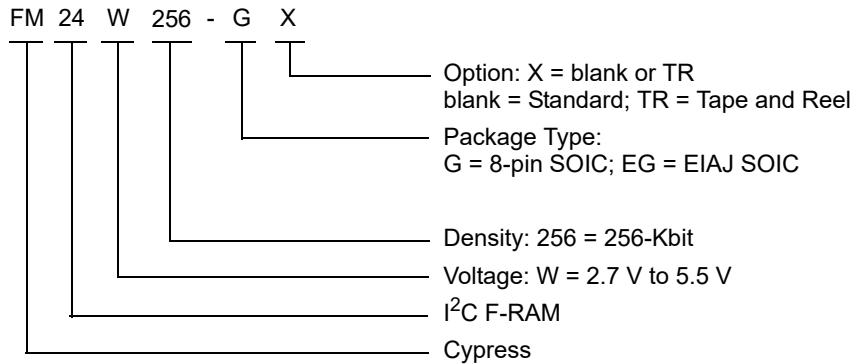 FM 24 W 256 - G X
Option: X = blank or TR
blank = Standard; TR = Tape and Reel
Package Type:
G = 8-pin SOIC; EG = EIAJ SOIC
Density: 256 = 256-Kbit
Voltage: W = 2.7 V to 5.5 V
I²C F-RAM
Cypress